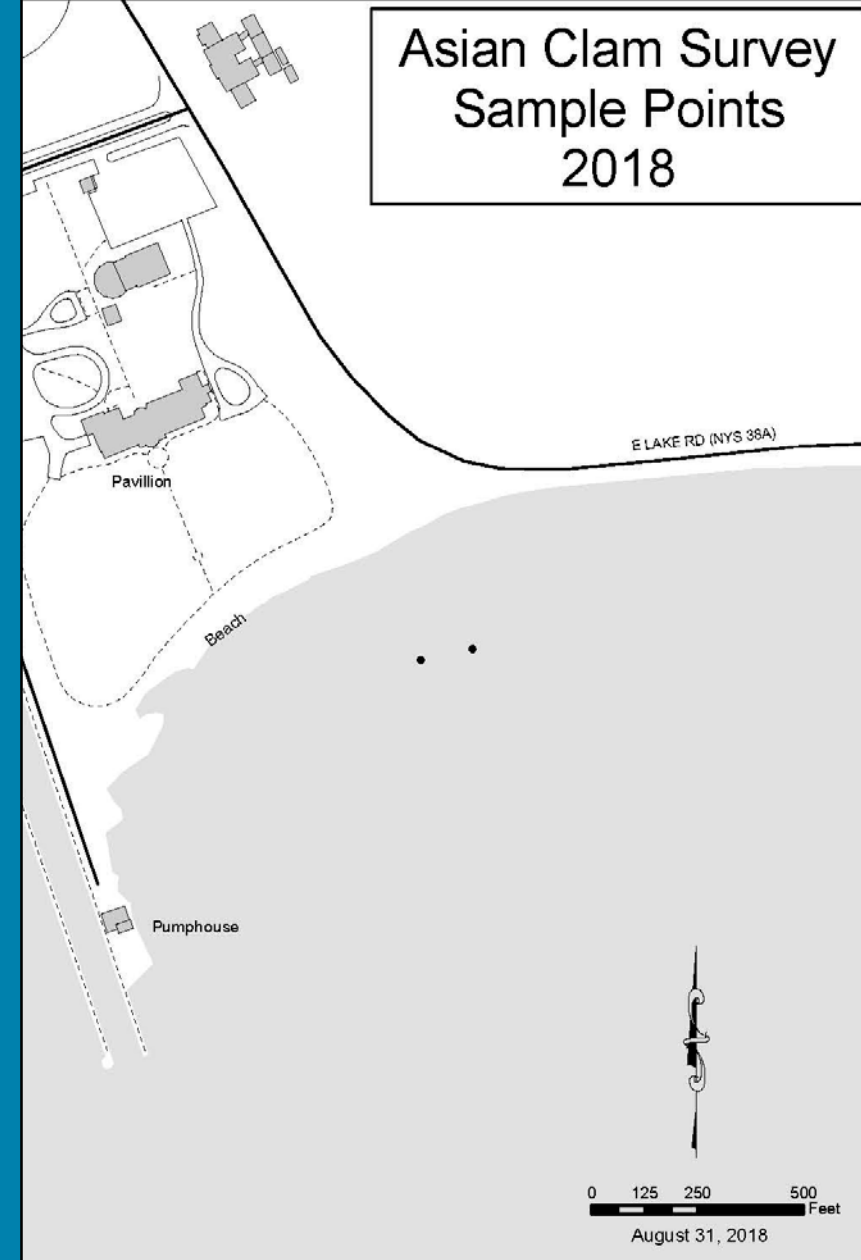 Asian Clam Survey
Sample Points
2018
E LAKE RD (NYS 38A)
Pavillion
Beach
Pumphouse
0 125 250 500
Feet
August 31, 2018